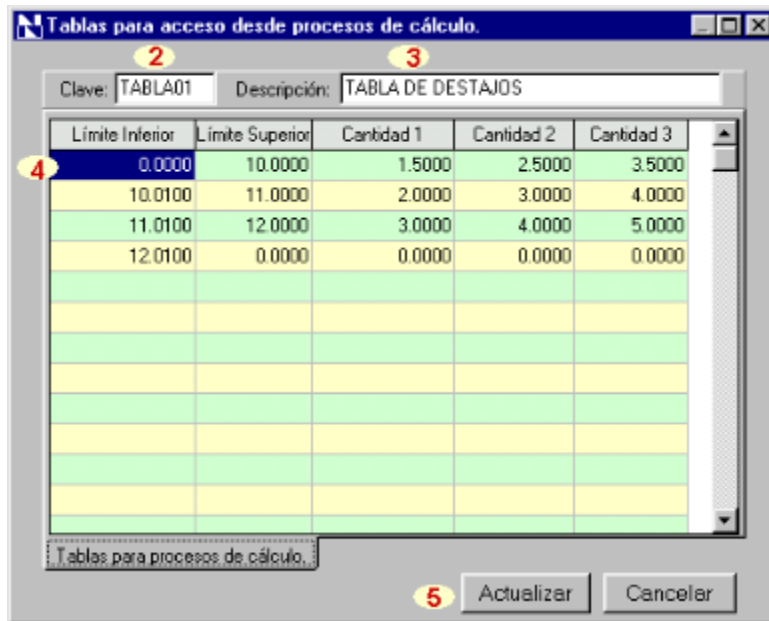 N Tablas para acceso desde procesos de cálculo.
2 3
Clave: TABLA01 Descripción: TABLA DE DESTAJOS
Límite Inferior Límite Superior Cantidad 1 Cantidad 2 Cantidad 3
4 0.0000 10.0000 1.5000 2.5000 3.5000
10.0100 11.0000 2.0000 3.0000 4.0000
11.0100 12.0000 3.0000 4.0000 5.0000
12.0100 0.0000 0.0000 0.0000 0.0000
Tablas para procesos de cálculo.
5 Actualizar Cancelar